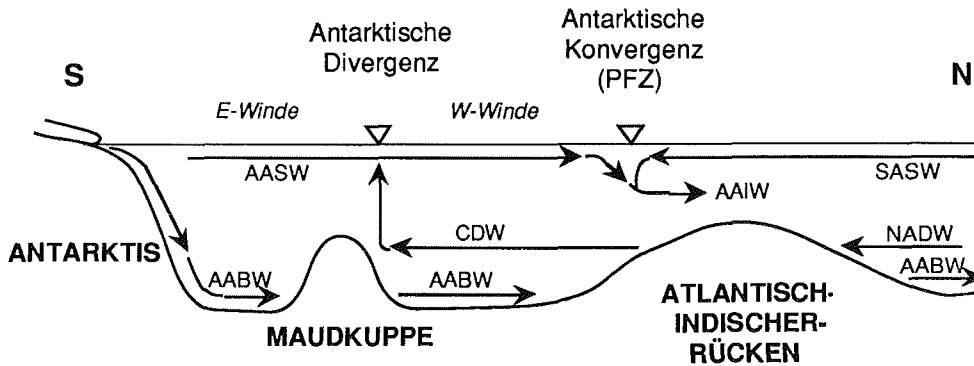 Antarktische
Divergenz
Antarktische
Konvergenz
(PFZ)
S
N
E-Winde
W-Winde
AASW
SASW
AAIW
CDW
NADW
ANTARKTIS
AABW
AABW
AABW
MAUDKUPPE
ATLANTISCH-
INDISCHER-
RÜCKEN